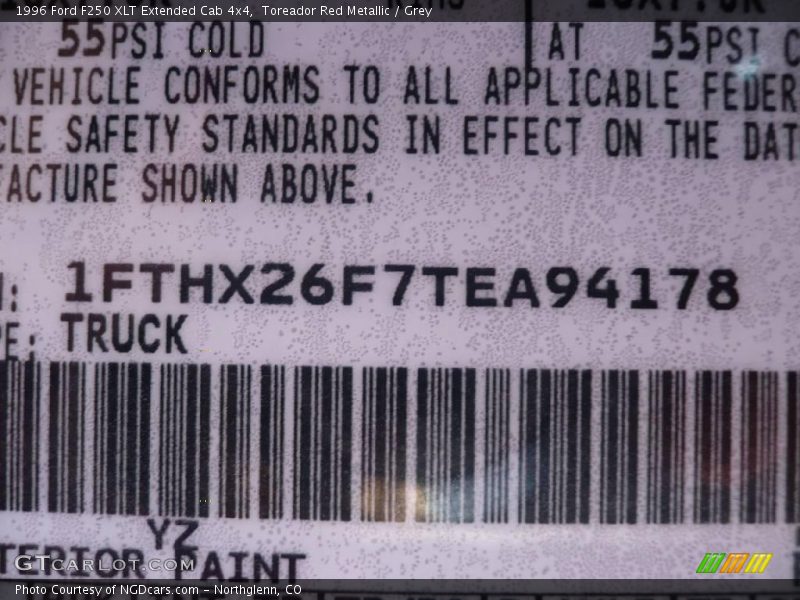 1996 Ford F250 XLT Extended Cab 4x4,  Toreador Red Metallic / Grey
55PSI COLD AT 55PSI C
VEHICLE CONFORMS TO ALL APPLICABLE FEDER
CLE SAFETY STANDARDS IN EFFECT ON THE DAT
FACTURE SHOWN ABOVE.
: 1FTHX26F7TEA94178
PE: TRUCK
YZ
TERIOR PAINT
GTcarlot.com
Photo Courtesy of NGDcars.com – Northglenn, CO